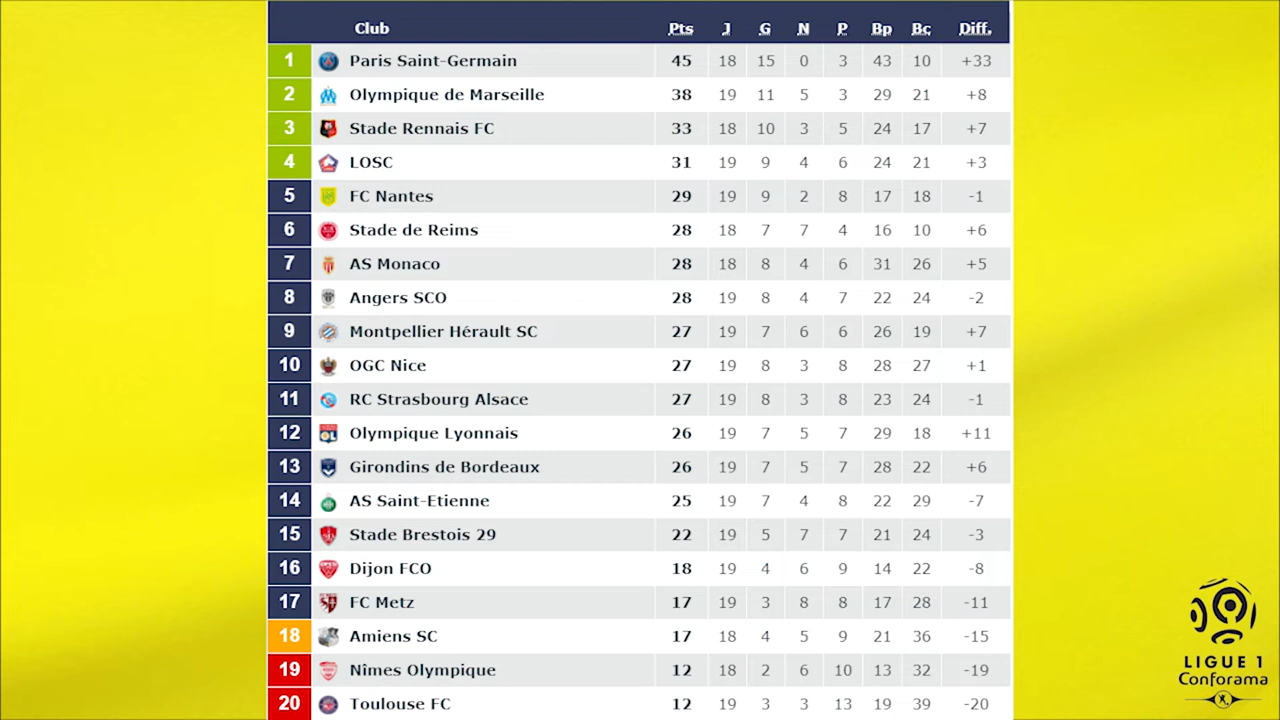 Club Pts J G N P Bp Bc Diff.
1 Paris Saint-Germain 45 18 15 0 3 43 10 +33
2 Olympique de Marseille 38 19 11 5 3 29 21 +8
3 Stade Rennais FC 33 18 10 3 5 24 17 +7
4 LOSC 31 19 9 4 6 24 21 +3
5 FC Nantes 29 19 9 2 8 17 18 -1
6 Stade de Reims 28 18 7 7 4 16 10 +6
7 AS Monaco 28 18 8 4 6 31 26 +5
8 Angers SCO 28 19 8 4 7 22 24 -2
9 Montpellier Hérault SC 27 19 7 6 6 26 19 +7
10 OGC Nice 27 19 8 3 8 28 27 +1
11 RC Strasbourg Alsace 27 19 8 3 8 23 24 -1
12 Olympique Lyonnais 26 19 7 5 7 29 18 +11
13 Girondins de Bordeaux 26 19 7 5 7 28 22 +6
14 AS Saint-Etienne 25 19 7 4 8 22 29 -7
15 Stade Brestois 29 22 19 5 7 7 21 24 -3
16 Dijon FCO 18 19 4 6 9 14 22 -8
17 FC Metz 17 19 3 8 8 17 28 -11
18 Amiens SC 17 18 4 5 9 21 36 -15
19 Nîmes Olympique 12 18 2 6 10 13 32 -19
20 Toulouse FC 12 19 3 3 13 19 39 -20
LIGUE 1
Conforama